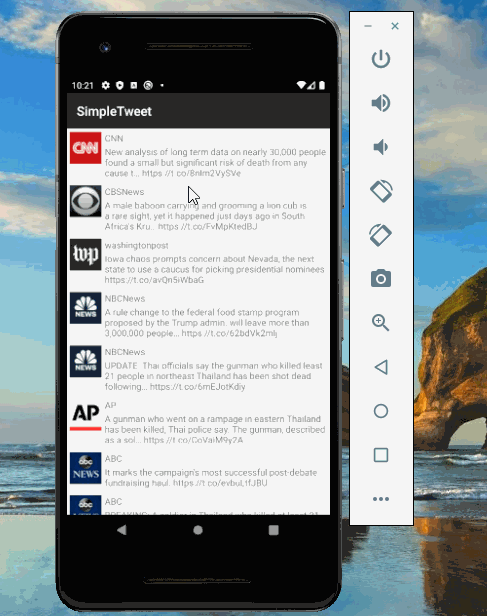 10:21
SimpleTweet
CNN
CNN
New analysis of long term data on nearly 30,000 people
found a small but significant risk of death from any
cause t... https://t.co/
CBSNews
A male baboon carrying and grooming a lion cub is
a rare sight, yet it happened just days ago in South
Africa's Kru... https://t.co/FvMpKtedBJ
wp
washingtonpost
Iowa chaos prompts concern about Nevada, the next
state to use a caucus for picking presidential nominees
https://t.co/avQn5iWbaG
NEWS
NBCNews
A rule change to the federal food stamp program
proposed by the Trump admin. will leave more than
3,000,000 people... https://t.co/62bdVk2mIj
NEWS
NBCNews
UPDATE: Thai officials say the gunman who killed at least
21 people in northeast Thailand has been shot dead
following... https://t.co/6mEJotKdiy
AP
AP
A gunman who went on a rampage in eastern Thailand
has been killed, Thai police say. The gunman, described
as a sol... https://t.co/
abc
NEWS
ABC
It marks the campaign's most successful post-debate
fundraising haul. https://t.co/
abc
ABC